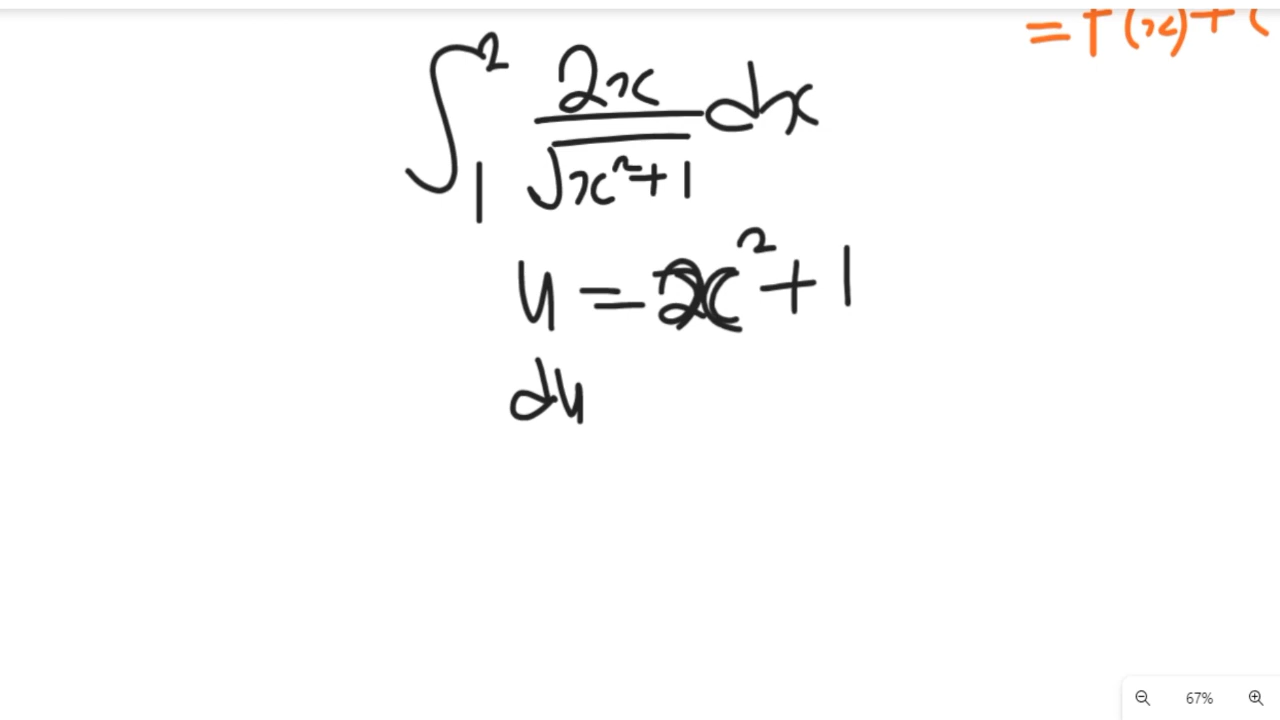 = f(x) + C
∫₁² 2x/√(x²+1) dx
u = x² + 1
du
67%